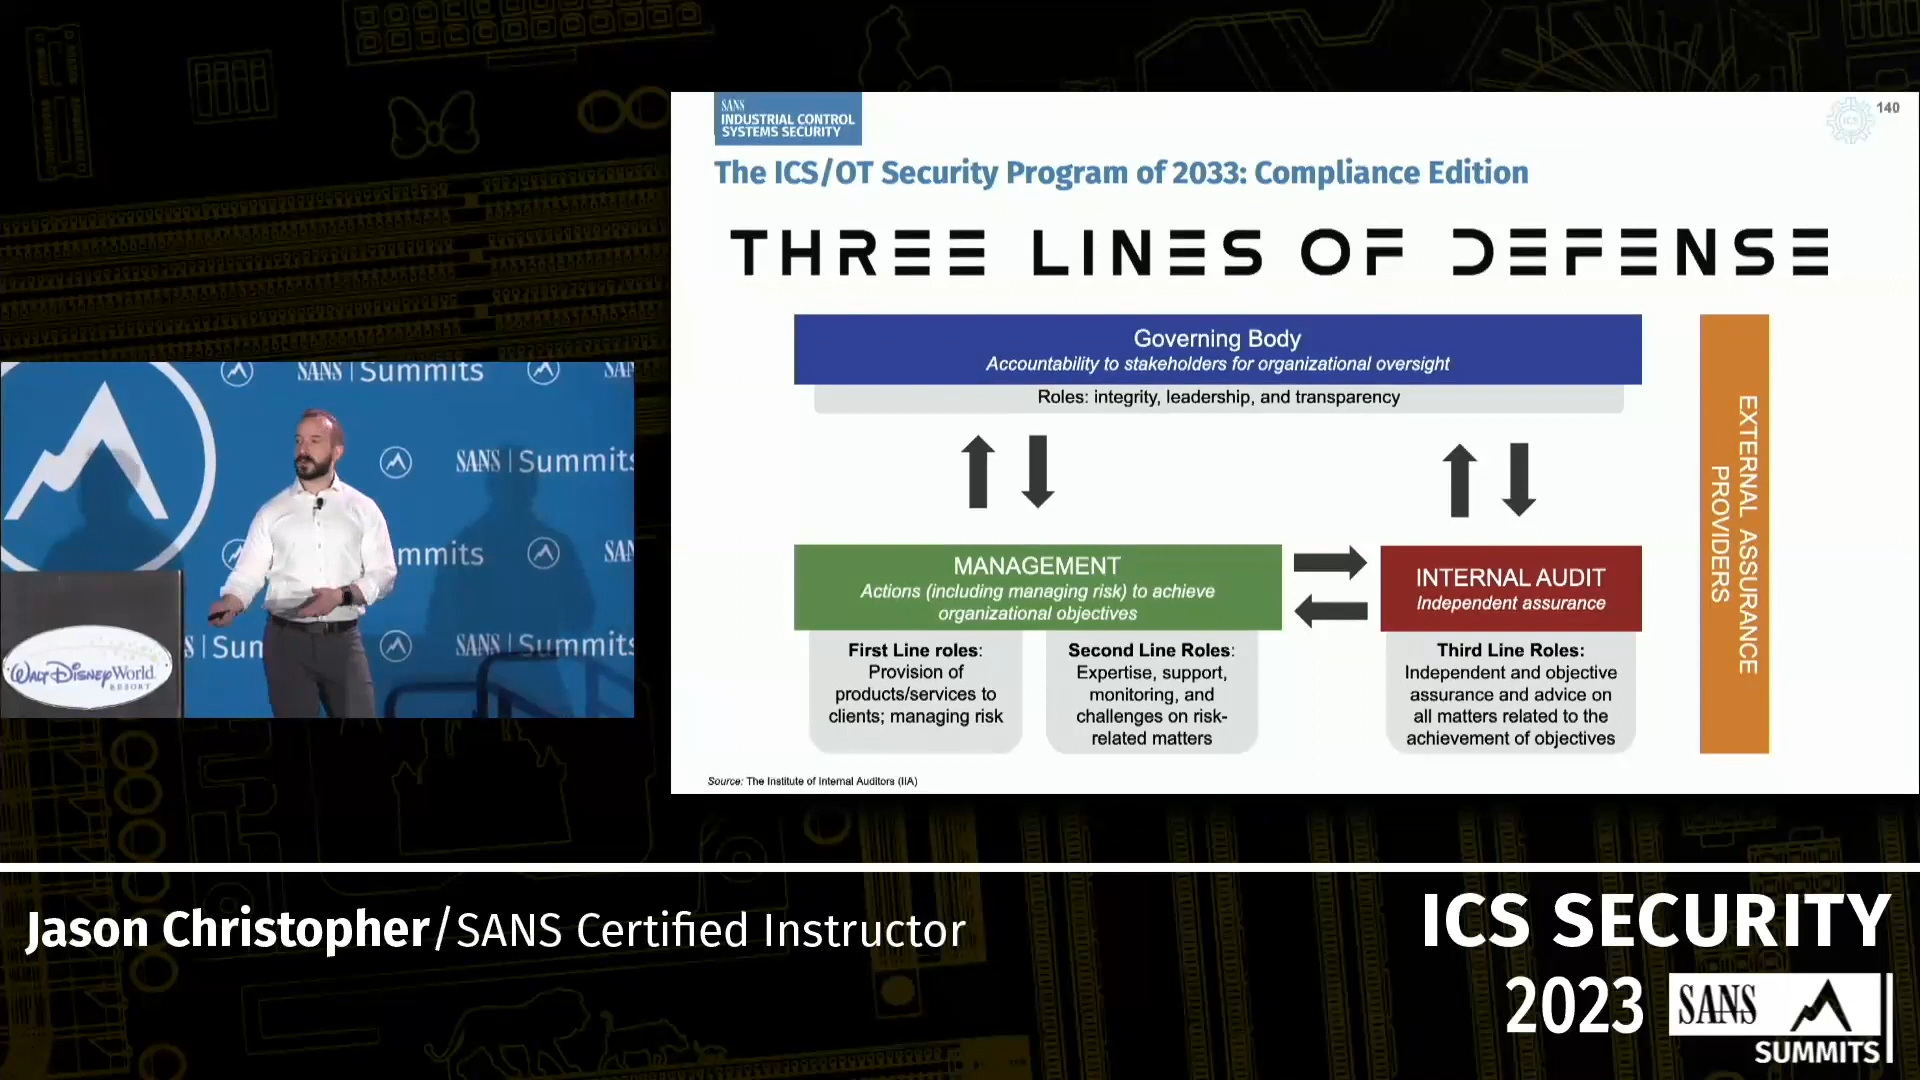 SANS
INDUSTRIAL CONTROL
SYSTEMS SECURITY
ICS
140
The ICS/OT Security Program of 2033: Compliance Edition
THREE LINES OF DEFENSE
Governing Body
Accountability to stakeholders for organizational oversight
Roles: integrity, leadership, and transparency
MANAGEMENT
Actions (including managing risk) to achieve
organizational objectives
First Line roles:
Provision of
products/services to
clients; managing risk
Second Line Roles:
Expertise, support,
monitoring, and
challenges on risk-
related matters
INTERNAL AUDIT
Independent assurance
Third Line Roles:
Independent and objective
assurance and advice on
all matters related to the
achievement of objectives
EXTERNAL ASSURANCE
PROVIDERS
Source: The Institute of Internal Auditors (IIA)
SANS | Summits
SAN
SANS | Summits
mmits
SAN
S | Sum
SANS | Summits
WALT DISNEY World
RESORT
Jason Christopher/SANS Certified Instructor
ICS SECURITY
2023
SANS
SUMMITS